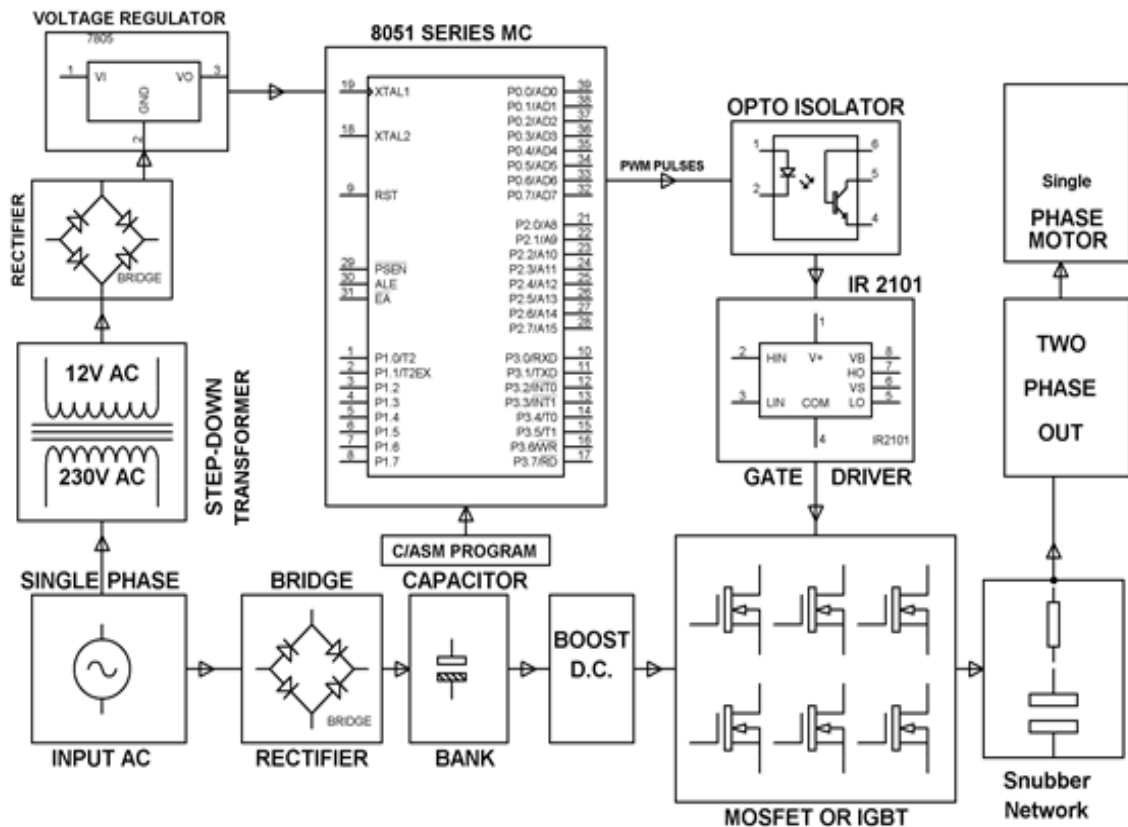 VOLTAGE REGULATOR
7805
1
VI
VO
3
GND
2
RECTIFIER
BRIDGE
12V AC
230V AC
STEP-DOWN
TRANSFORMER
SINGLE PHASE
INPUT AC
8051 SERIES MC
19
XTAL1
18
XTAL2
9
RST
29
PSEN
30
ALE
31
EA
1
P1.0/T2
2
P1.1/T2EX
3
P1.2
4
P1.3
5
P1.4
6
P1.5
7
P1.6
8
P1.7
P0.0/AD0
39
P0.1/AD1
38
P0.2/AD2
37
P0.3/AD3
36
P0.4/AD4
35
P0.5/AD5
34
P0.6/AD6
33
P0.7/AD7
32
P2.0/A8
21
P2.1/A9
22
P2.2/A10
23
P2.3/A11
24
P2.4/A12
25
P2.5/A13
26
P2.6/A14
27
P2.7/A15
28
P3.0/RXD
10
P3.1/TXD
11
P3.2/INT0
12
P3.3/INT1
13
P3.4/T0
14
P3.5/T1
15
P3.6/WR
16
P3.7/RD
17
C/ASM PROGRAM
PWM PULSES
OPTO ISOLATOR
1
2
6
5
4
IR 2101
1
2
HIN
V+
VB
8
HO
7
VS
6
3
LIN
COM
LO
5
4
IR2101
GATE DRIVER
Single
PHASE
MOTOR
TWO
PHASE
OUT
BRIDGE
BRIDGE
RECTIFIER
CAPACITOR
BANK
BOOST
D.C.
MOSFET OR IGBT
Snubber
Network